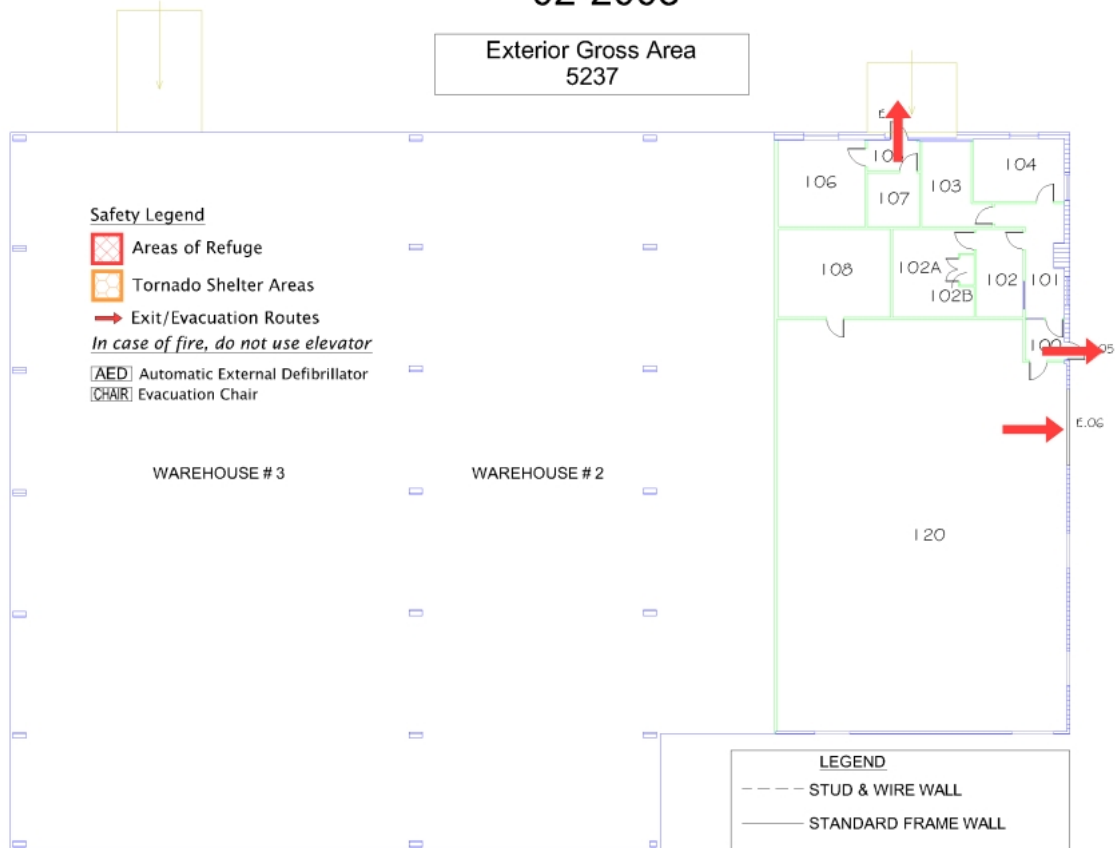 Exterior Gross Area
5237
106
107
103
104
Safety Legend
Areas of Refuge
Tornado Shelter Areas
Exit/Evacuation Routes
In case of fire, do not use elevator
AED Automatic External Defibrillator
CHAIR Evacuation Chair
108
102A
102B
102
101
100
E.06
WAREHOUSE # 3
WAREHOUSE # 2
120
LEGEND
STUD & WIRE WALL
STANDARD FRAME WALL